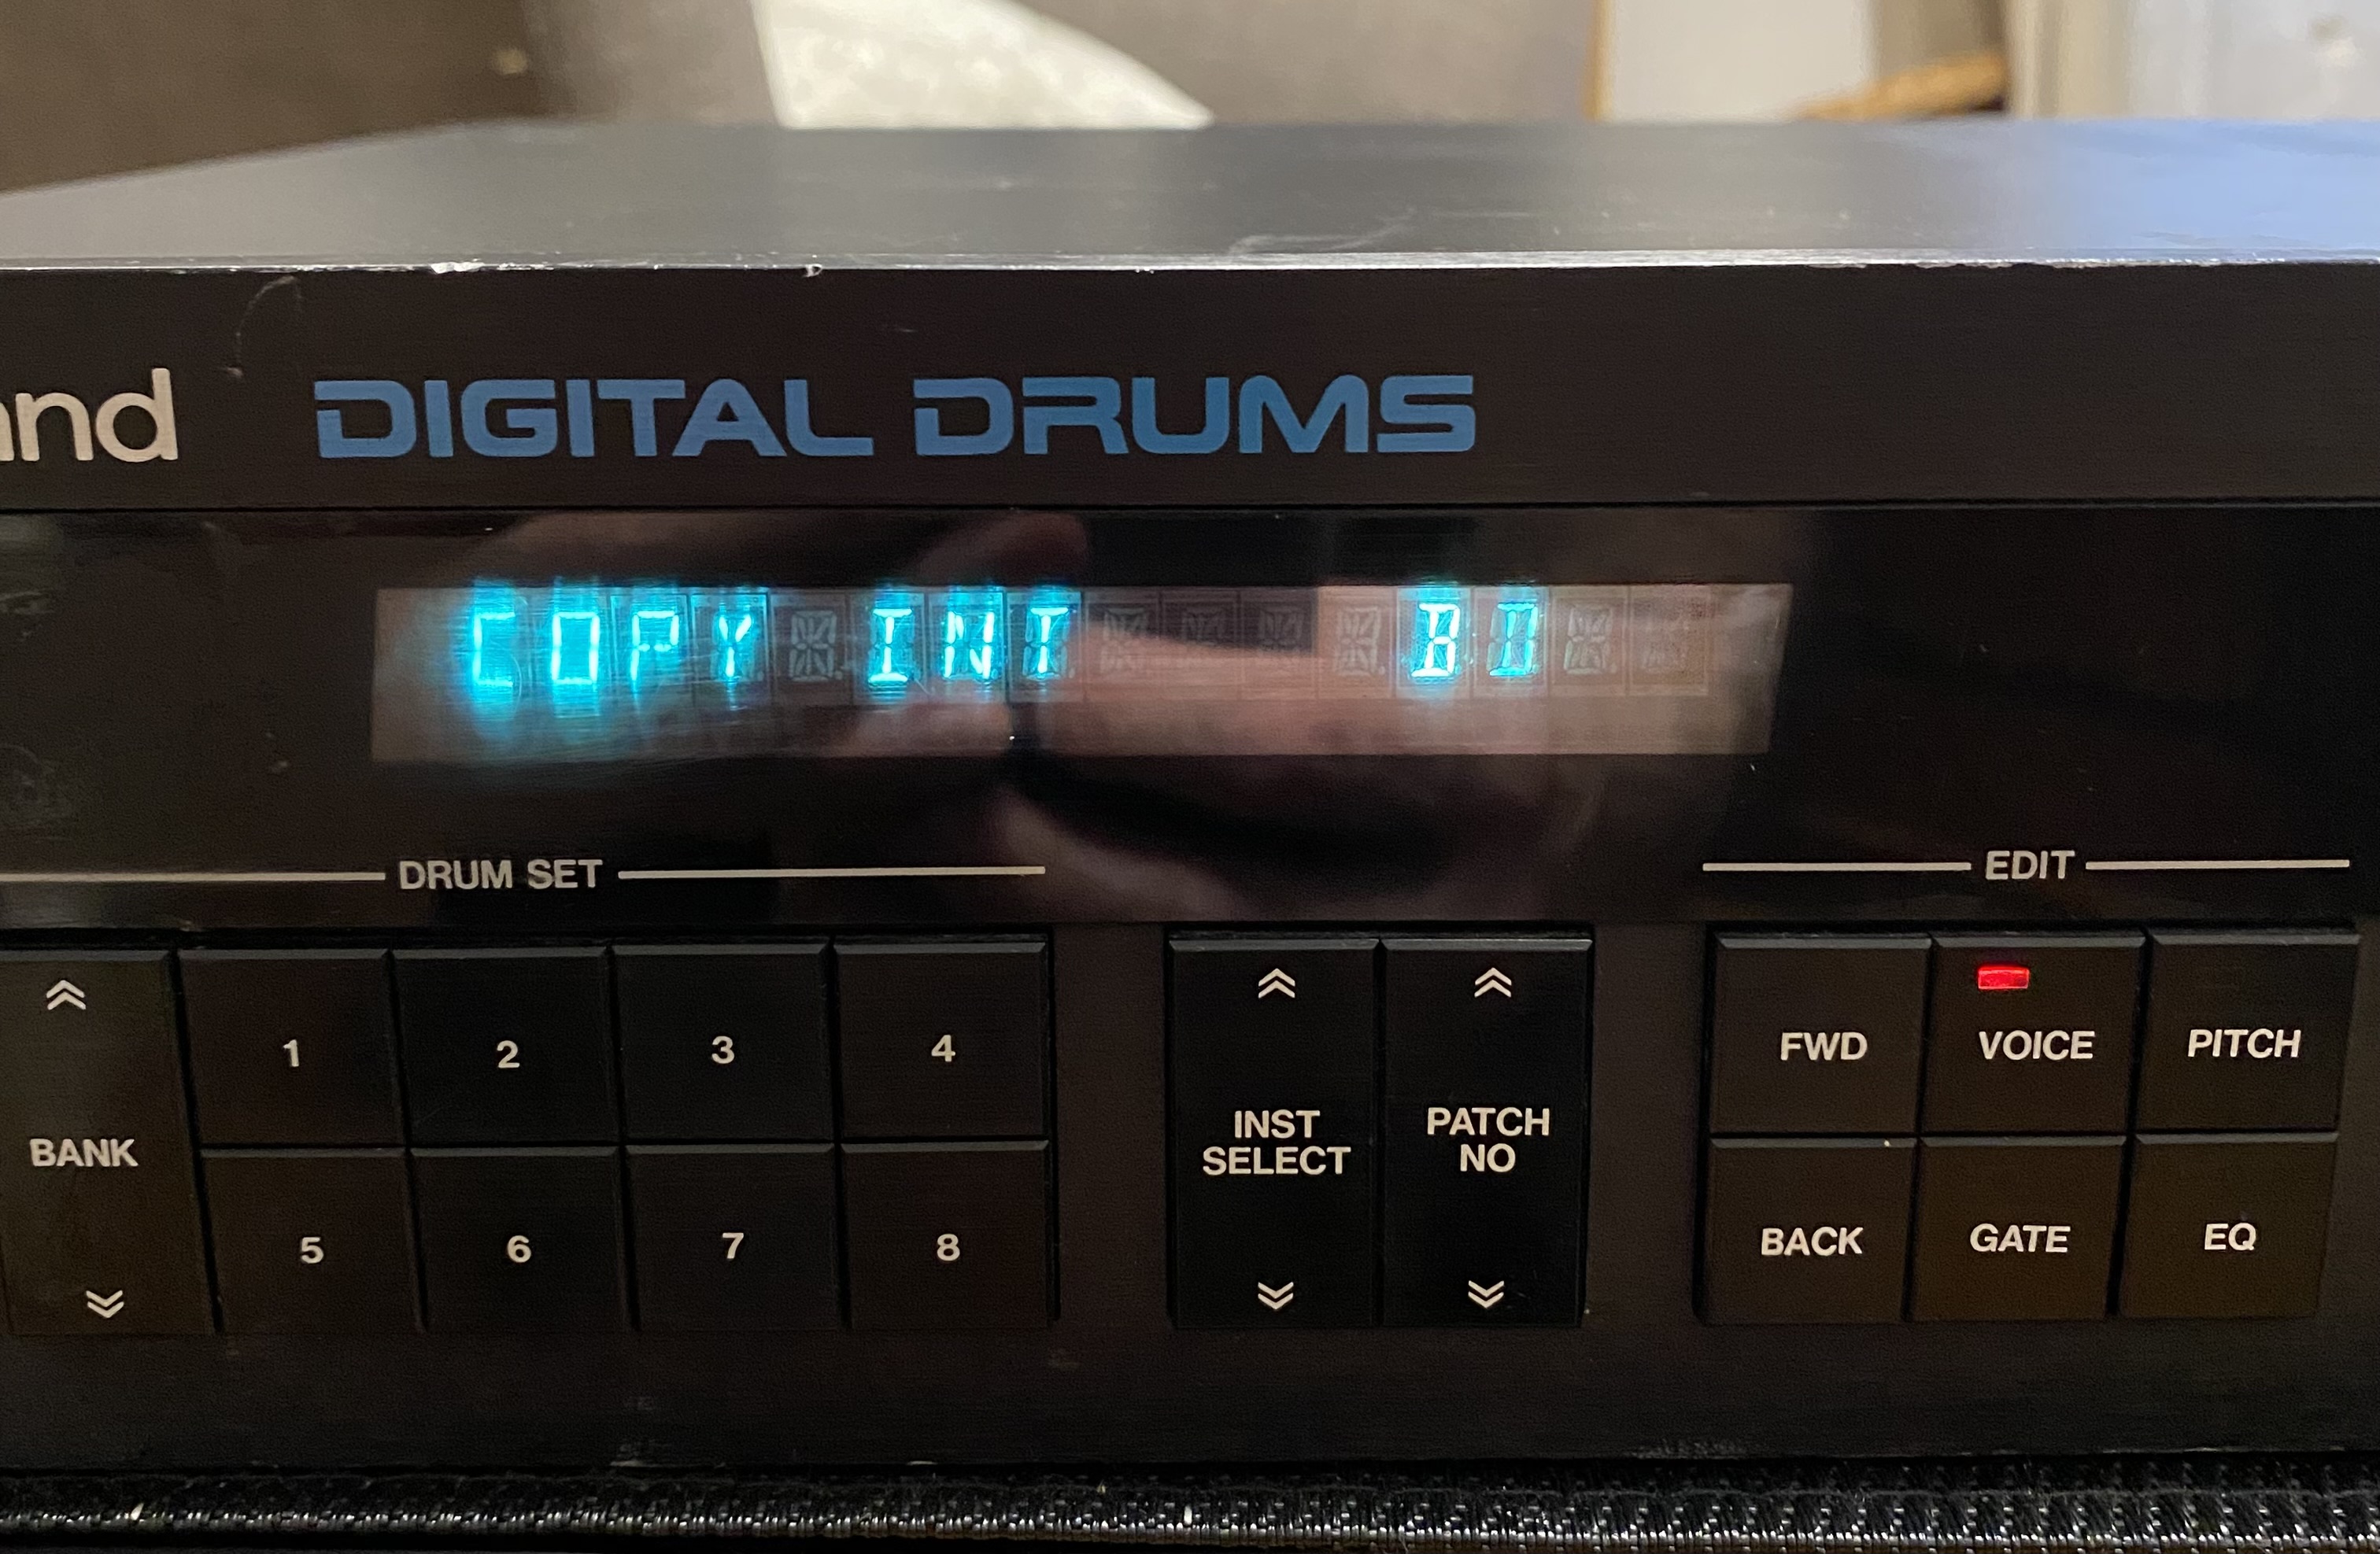 and DIGITAL DRUMS
COPY INT BD
DRUM SET
EDIT
BANK
1 2 3 4
5 6 7 8
INST
SELECT
PATCH
NO
FWD VOICE PITCH
BACK GATE EQ